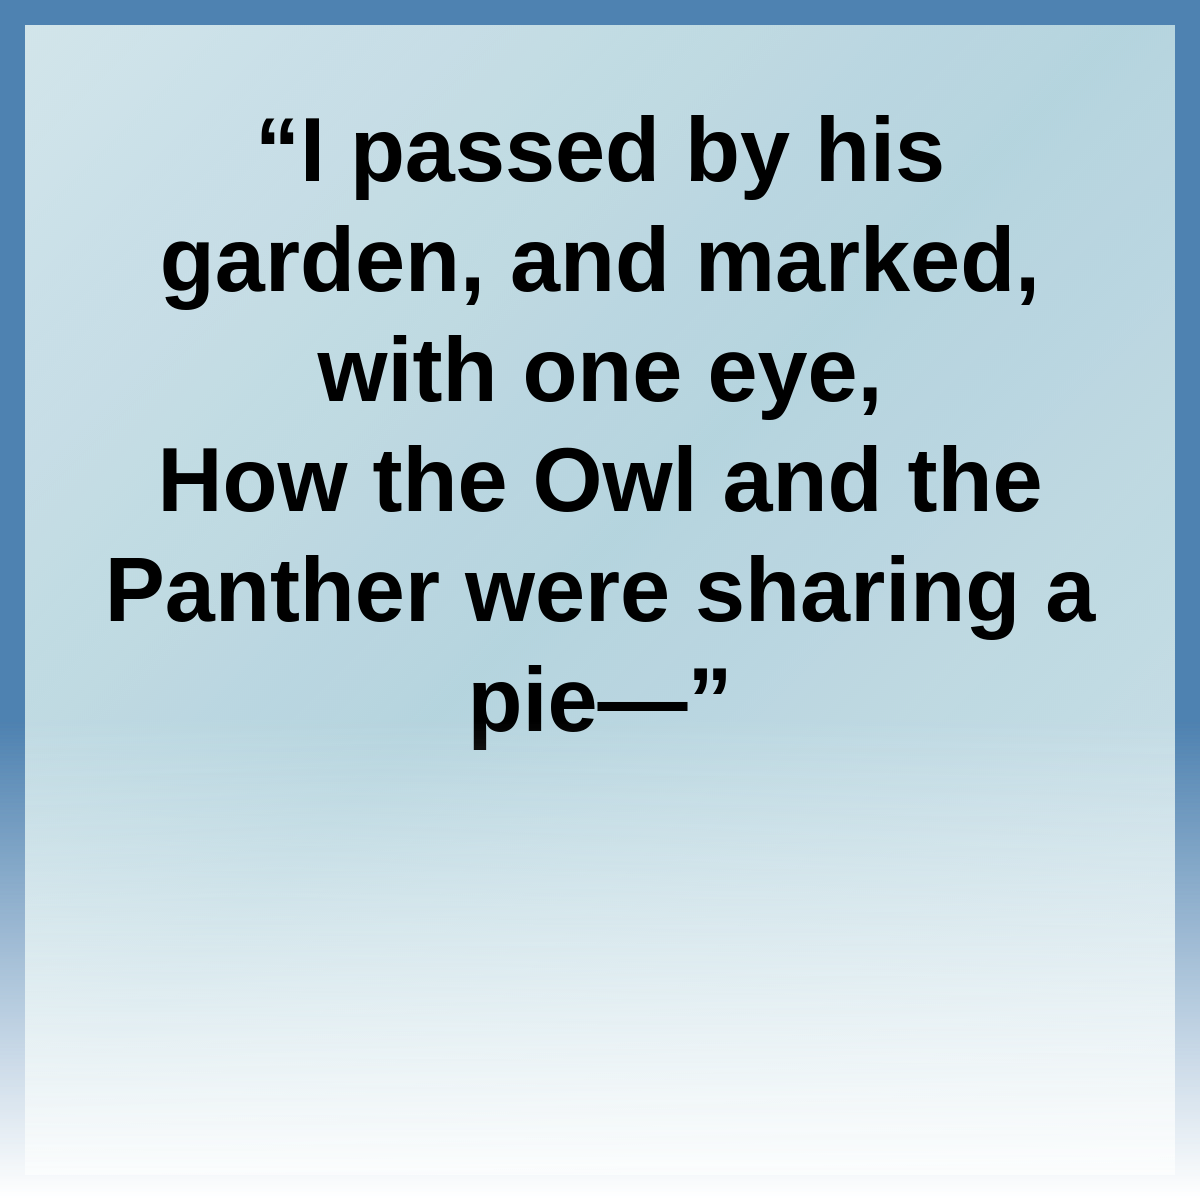 “I passed by his
garden, and marked,
with one eye,
How the Owl and the
Panther were sharing a
pie—”